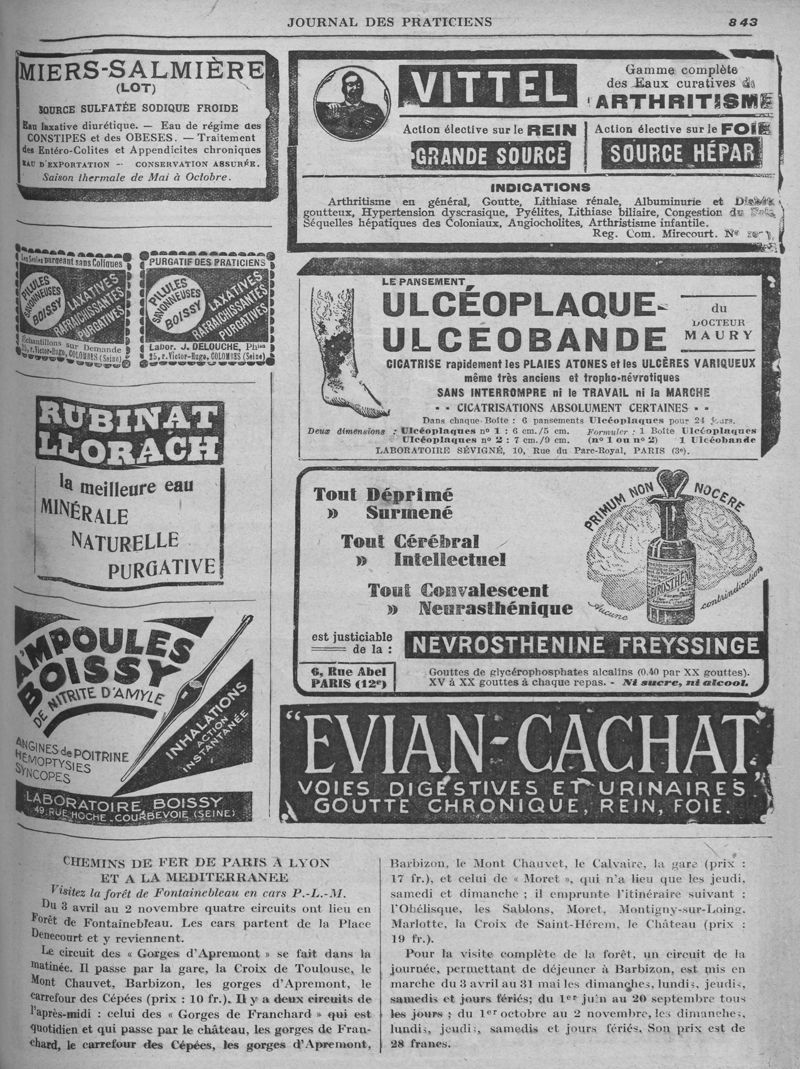 JOURNAL DES PRATICIENS
843
MIERS-SALMIÈRE
(LOT)
SOURCE SULFATÉE SODIQUE FROIDE
Eau laxative diurétique. — Eau de régime des
CONSTIPES et des OBESES. — Traitement
des Entéro-Colites et Appendicites chroniques
EAU D'EXPORTATION — CONSERVATION ASSURÉE.
Saison thermale de Mai à Octobre.
VITTEL
Gamme complète
des Eaux curatives de
l'ARTHRITISME
Action élective sur le REIN
GRANDE SOURCE
Action élective sur le FOIE
SOURCE HÉPAR
INDICATIONS
Arthritisme en général, Goutte, Lithiase rénale, Albuminurie et
goutteux, Hypertension dyscrasique, Pyélites, Lithiase biliaire, Congestion du
Séquelles hépatiques des Coloniaux, Angiocholites, Arthristisme infantile.
Reg. Com. Mirecourt. Nº
Les Seules purgeant sans Coliques
PILULES
SAVONNEUSES
BOISSY
LAXATIVES
RAFRAICHISSANTES
PURGATIVES
Échantillons sur Demande
25, r. Victor-Hugo, COLOMBES (Seine)
PURGATIF DES PRATICIENS
PILULES
SAVONNEUSES
BOISSY
LAXATIVES
RAFRAICHISSANTES
PURGATIVES
Labor. J. DELOUCHE, Phien
25, r. Victor-Hugo, COLOMBES (Seine)
LE PANSEMENT
ULCÉOPLAQUE-
ULCÉOBANDE
du
DOCTEUR
MAURY
CICATRISE rapidement les PLAIES ATONES et les ULCÈRES VARIQUEUX
même très anciens et tropho-névrotiques
SANS INTERROMPRE ni le TRAVAIL ni la MARCHE
- - CICATRISATIONS ABSOLUMENT CERTAINES - -
Dans chaque Boîte : 6 pansements Ulcéoplaques pour 24 jours.
Deux dimensions : Ulcéoplaques nº 1 : 6 cm./5 cm. Formuler : 1 Boîte Ulcéoplaques
Ulcéoplaques nº 2 : 7 cm./9 cm. (nº 1 ou nº 2) 1 Ulcéobande
LABORATOIRE SÉVIGNÉ, 10, Rue du Parc-Royal, PARIS (3e).
RUBINAT
LLORACH
la meilleure eau
MINÉRALE
NATURELLE
PURGATIVE
Tout Déprimé
» Surmené
Tout Cérébral
» Intellectuel
Tout Convalescent
» Neurasthénique
PRIMUM NON NOCERE
Aucune contrindication
est justiciable
de la :
NEVROSTHENINE FREYSSINGE
6, Rue Abel
PARIS (12e)
Gouttes de glycérophosphates alcalins (0.40 par XX gouttes).
XV à XX gouttes à chaque repas. - Ni sucre, ni alcool.
AMPOULES
BOISSY
DE NITRITE D'AMYLE
INHALATIONS
ACTION
INSTANTANÉE
ANGINES de POITRINE
HEMOPTYSIES
SYNCOPES
LABORATOIRE BOISSY
49, RUE HOCHE, COURBEVOIE (SEINE)
"EVIAN-CACHAT"
VOIES DIGESTIVES ET URINAIRES
GOUTTE CHRONIQUE, REIN, FOIE.
CHEMINS DE FER DE PARIS A LYON
ET A LA MEDITERRANEE
Visitez la forêt de Fontainebleau en cars P.-L.-M.
Du 3 avril au 2 novembre quatre circuits ont lieu en
Forêt de Fontainebleau. Les cars partent de la Place
Denecourt et y reviennent.
Le circuit des « Gorges d'Apremont » se fait dans la
matinée. Il passe par la gare, la Croix de Toulouse, le
Mont Chauvet, Barbizon, les gorges d'Apremont, le
carrefour des Cépées (prix : 10 fr.). Il y a deux circuits de
l'après-midi : celui des « Gorges de Franchard » qui est
quotidien et qui passe par le château, les gorges de Fran-
chard, le carrefour des Cépées, les gorges d'Apremont,
Barbizon, le Mont Chauvet, le Calvaire, la gare (prix :
17 fr.), et celui de « Moret », qui n'a lieu que les jeudi,
samedi et dimanche ; il emprunte l'itinéraire suivant :
l'Obélisque, les Sablons, Moret, Montigny-sur-Loing,
Marlotte, la Croix de Saint-Hérem, le Château (prix :
19 fr.).
Pour la visite complète de la forêt, un circuit de la
journée, permettant de déjeuner à Barbizon, est mis en
marche du 3 avril au 31 mai les dimanches, lundis, jeudis,
samedis et jours fériés; du 1er juin au 20 septembre tous
les jours ; du 1er octobre au 2 novembre, les dimanches,
lundis, jeudis, samedis et jours fériés. Son prix est de
28 francs.